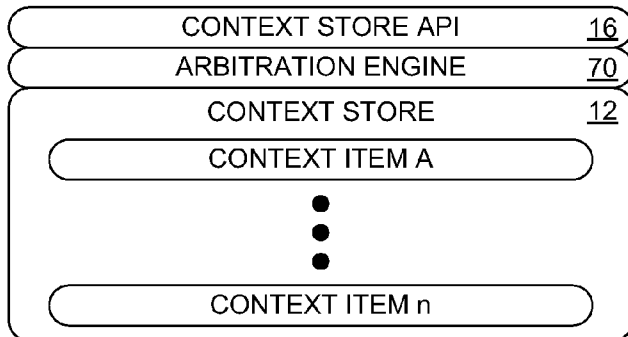 CONTEXT STORE API 16
ARBITRATION ENGINE 70
CONTEXT STORE 12
CONTEXT ITEM A
CONTEXT ITEM n